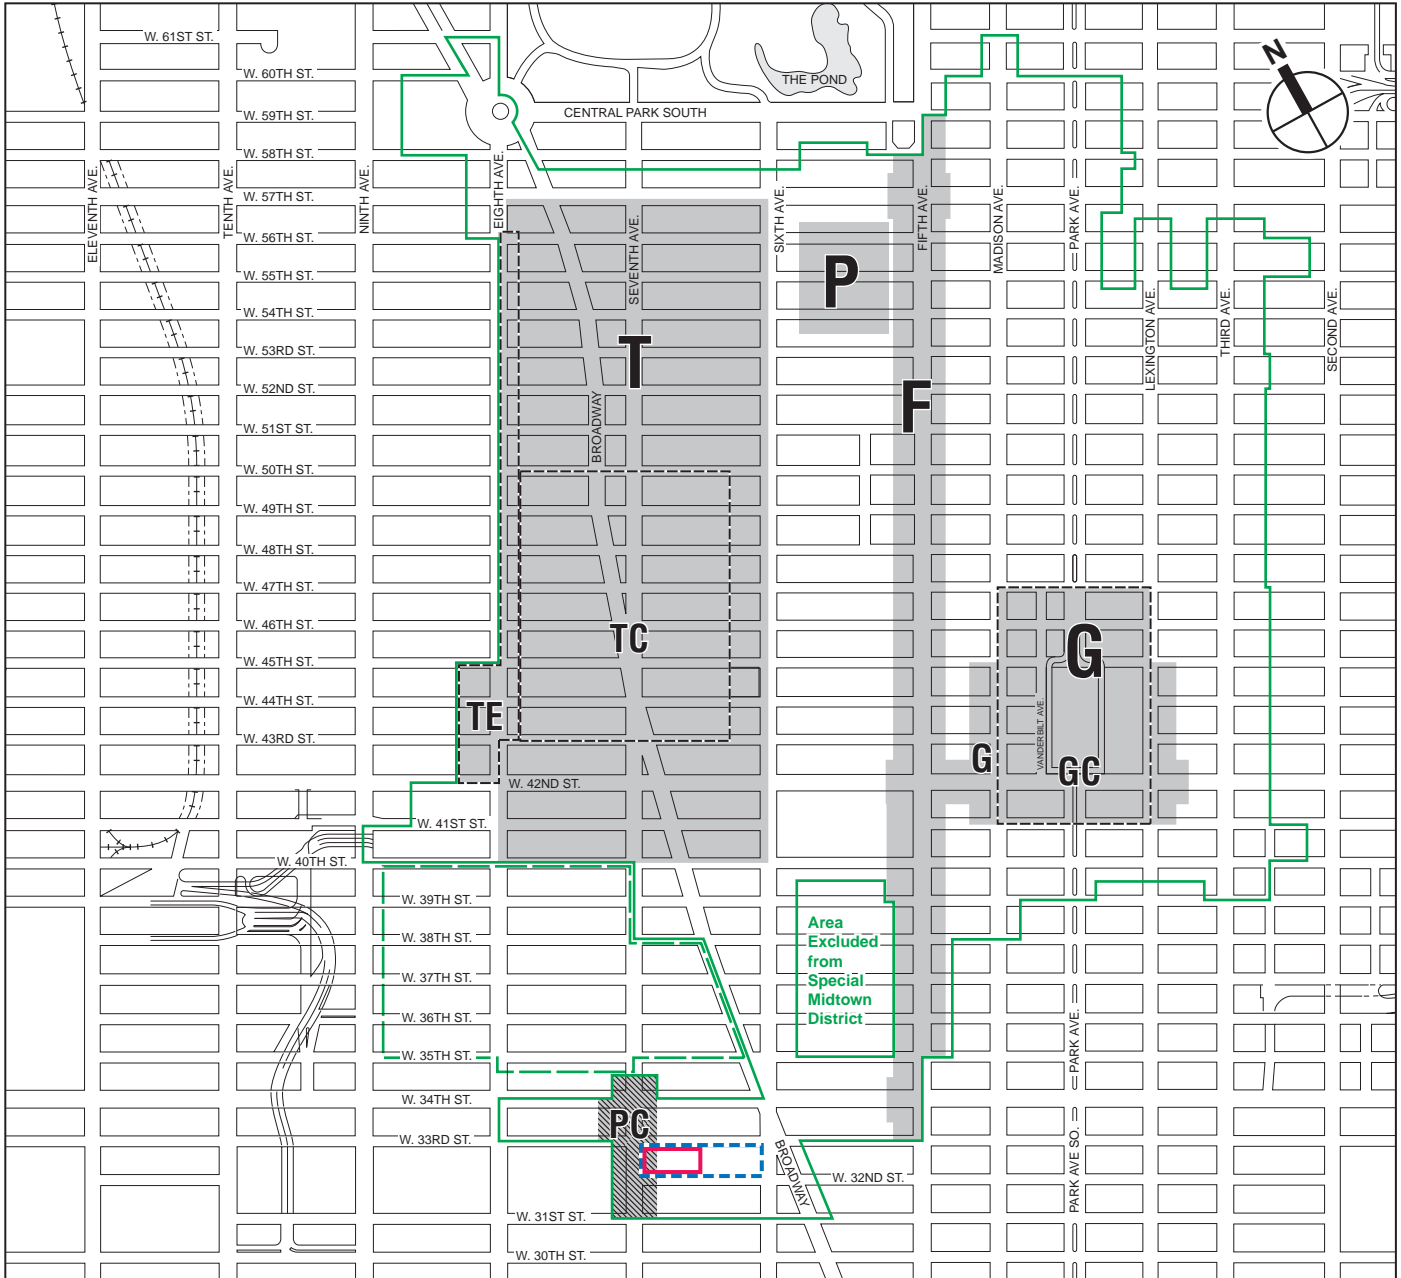 W. 61ST ST.
N
W. 60TH ST.
THE POND
W. 59TH ST.
CENTRAL PARK SOUTH
W. 58TH ST.
ELEVENTH AVE.
TENTH AVE.
NINTH AVE.
EIGHTH AVE.
SEVENTH AVE.
SIXTH AVE.
FIFTH AVE.
MADISON AVE.
PARK AVE.
LEXINGTON AVE.
THIRD AVE.
SECOND AVE.
W. 57TH ST.
W. 56TH ST.
W. 55TH ST.
P
W. 54TH ST.
W. 53RD ST.
T
W. 52ND ST.
F
BROADWAY
W. 51ST ST.
W. 50TH ST.
W. 49TH ST.
W. 48TH ST.
W. 47TH ST.
W. 46TH ST.
TC
G
W. 45TH ST.
W. 44TH ST.
TE
VANDERBILT AVE.
W. 43RD ST.
G
GC
W. 42ND ST.
W. 41ST ST.
W. 40TH ST.
W. 39TH ST.
Area
Excluded
from
Special
Midtown
District
W. 38TH ST.
W. 37TH ST.
W. 36TH ST.
PARK AVE.
W. 35TH ST.
W. 34TH ST.
PC
W. 33RD ST.
BROADWAY
PARK AVE SO.
W. 32ND ST.
W. 31ST ST.
W. 30TH ST.